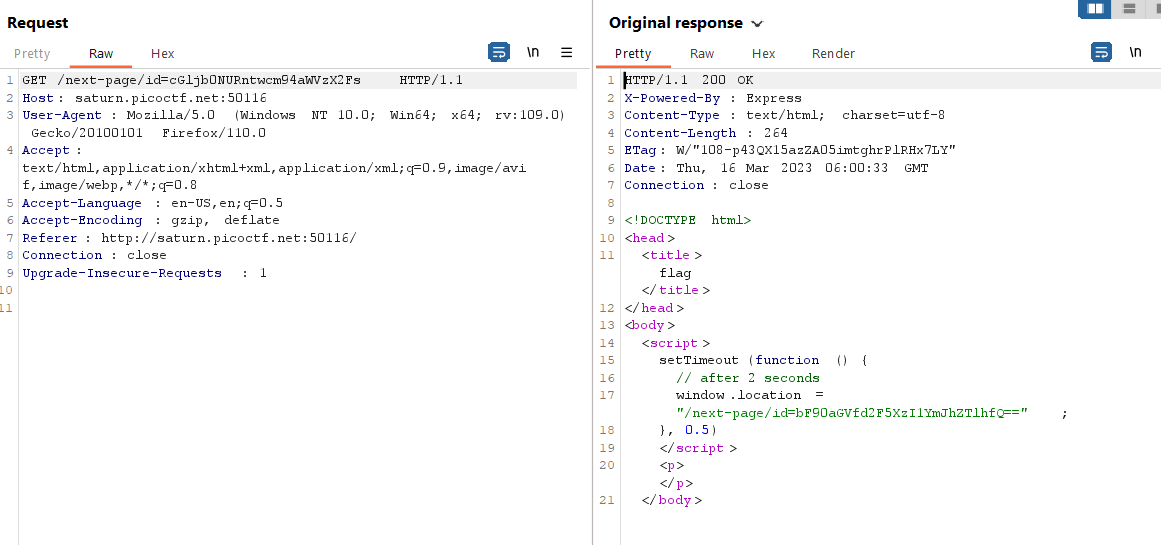 Request
Pretty Raw Hex \n
1 GET /next-page/id=cGljb0NURntwcm94aWVzX2Fs HTTP/1.1
2 Host : saturn.picoctf.net:50116
3 User-Agent : Mozilla/5.0 (Windows NT 10.0; Win64; x64; rv:109.0)
Gecko/20100101 Firefox/110.0
4 Accept :
text/html,application/xhtml+xml,application/xml;q=0.9,image/avi
f,image/webp,*/*;q=0.8
5 Accept-Language : en-US,en;q=0.5
6 Accept-Encoding : gzip, deflate
7 Referer : http://saturn.picoctf.net:50116/
8 Connection : close
9 Upgrade-Insecure-Requests : 1
10
11
Original response
Pretty Raw Hex Render \n
1 HTTP/1.1 200 OK
2 X-Powered-By : Express
3 Content-Type : text/html; charset=utf-8
4 Content-Length : 264
5 ETag : W/"108-p43QX15azZA05imtghrPlRHx7LY"
6 Date : Thu, 16 Mar 2023 06:00:33 GMT
7 Connection : close
8
9 <!DOCTYPE html>
10 <head >
11 <title >
flag
</title >
12 </head >
13 <body >
14 <script >
15 setTimeout (function () {
16 // after 2 seconds
17 window .location =
"/next-page/id=bF90aGVfd2F5XzI1YmJhZTlhfQ==" ;
18 }, 0.5)
19 </script >
20 <p>
</p>
21 </body >